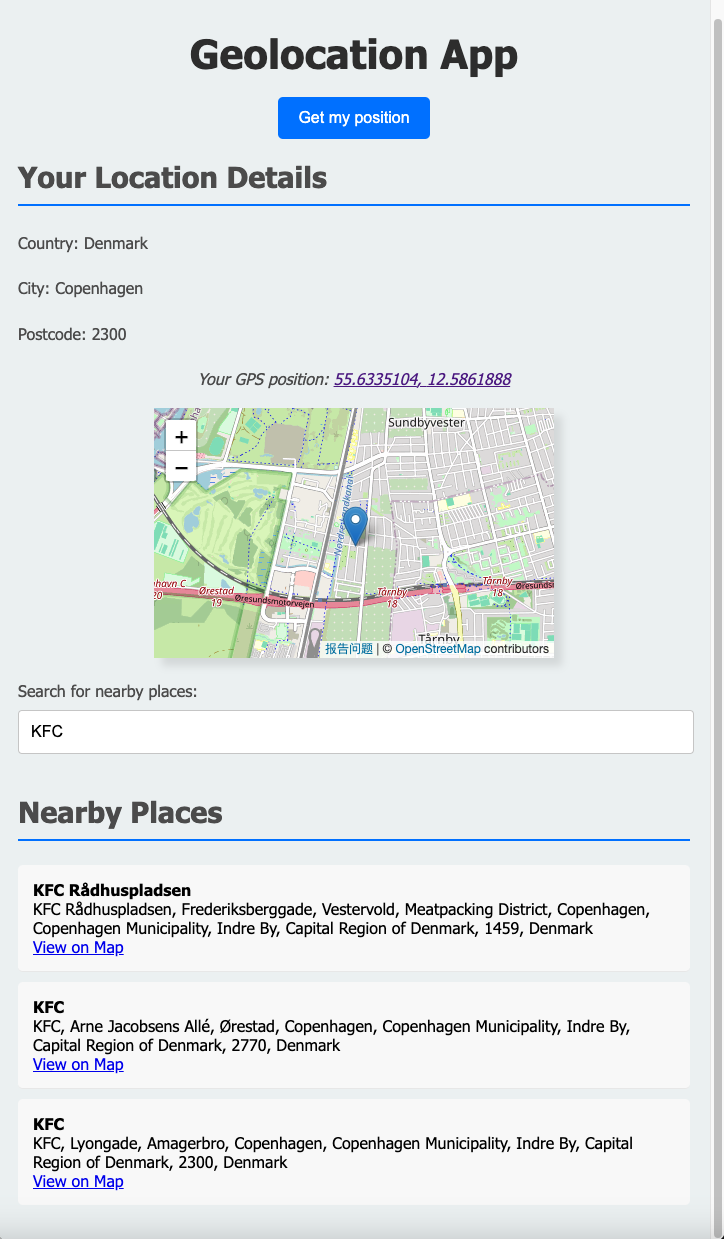 Geolocation App
Get my position
Your Location Details
Country: Denmark
City: Copenhagen
Postcode: 2300
Your GPS position: 55.6335104, 12.5861888
+
−
Sundbyvester
Ørestad
19
Øresundsmotorvejen
Tårnby
18
Tårnby
18
Tårnby
报告问题 | © OpenStreetMap contributors
Search for nearby places:
KFC
Nearby Places
KFC Rådhuspladsen
KFC Rådhuspladsen, Frederiksberggade, Vestervold, Meatpacking District, Copenhagen,
Copenhagen Municipality, Indre By, Capital Region of Denmark, 1459, Denmark
View on Map
KFC
KFC, Arne Jacobsens Allé, Ørestad, Copenhagen, Copenhagen Municipality, Indre By,
Capital Region of Denmark, 2770, Denmark
View on Map
KFC
KFC, Lyongade, Amagerbro, Copenhagen, Copenhagen Municipality, Indre By, Capital
Region of Denmark, 2300, Denmark
View on Map